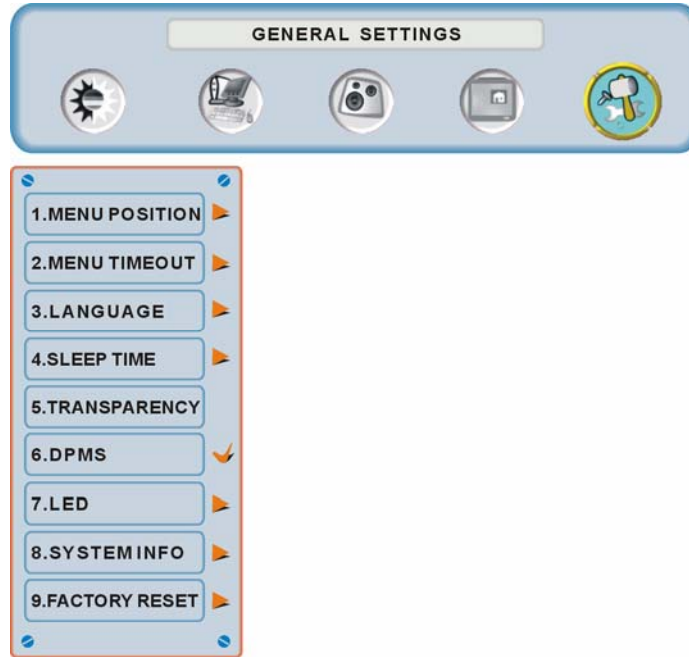 GENERAL SETTINGS
1.MENU POSITION
2.MENU TIMEOUT
3.LANGUAGE
4.SLEEP TIME
5.TRANSPARENCY
6.DPMS
7.LED
8.SYSTEM INFO
9.FACTORY RESET